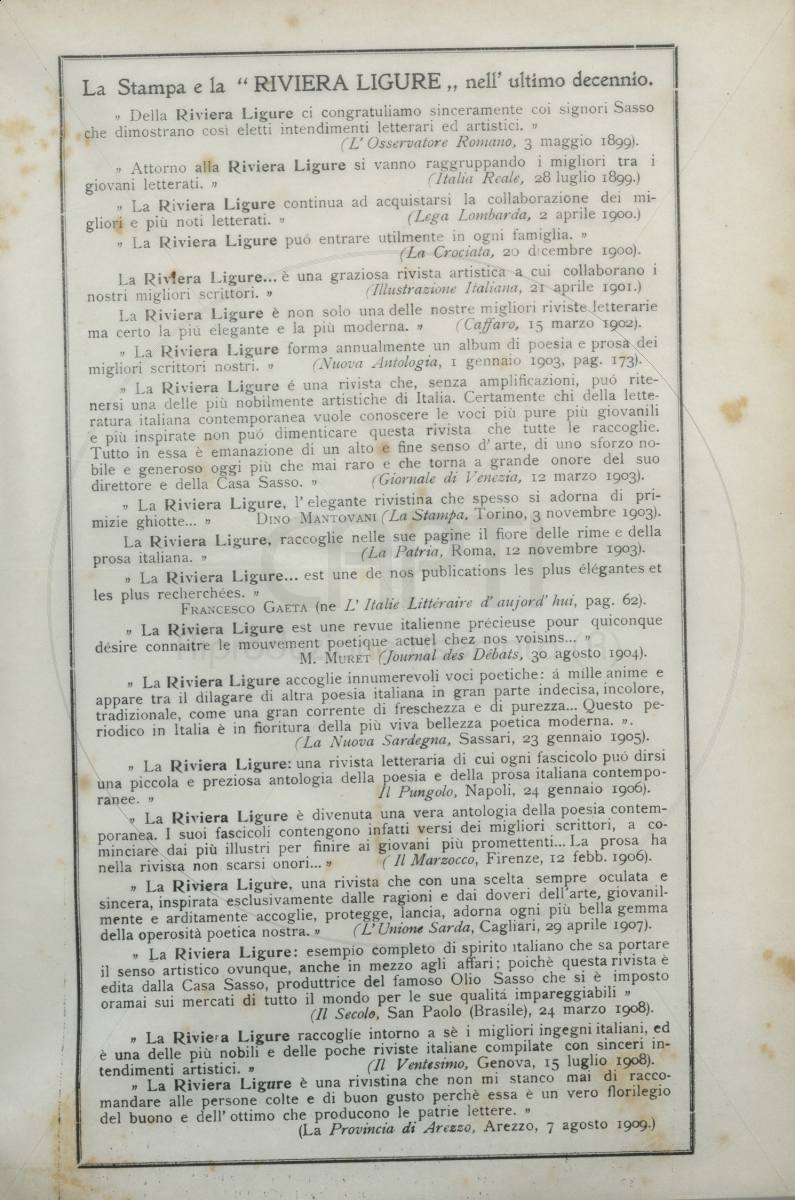 La Stampa e la “ RIVIERA LIGURE „ nell' ultimo decennio.
„ Della Riviera Ligure ci congratuliamo sinceramente coi signori Sasso
che dimostrano così eletti intendimenti letterari ed artistici. „
(L' Osservatore Romano, 3 maggio 1899).
„ Attorno alla Riviera Ligure si vanno raggruppando i migliori tra i
giovani letterati. „ (Italia Reale, 28 luglio 1899.)
„ La Riviera Ligure continua ad acquistarsi la collaborazione dei mi-
gliori e più noti letterati. „ (Lega Lombarda, 2 aprile 1900.)
„ La Riviera Ligure puó entrare utilmente in ogni famiglia. „
(La Crociata, 20 dicembre 1900).
La Riviera Ligure... è una graziosa rivista artistica a cui collaborano i
nostri migliori scrittori. „ (Illustrazione Italiana, 21 aprile 1901.)
La Riviera Ligure è non solo una delle nostre migliori riviste letterarie
ma certo la più elegante e la più moderna. „ (Caffaro, 15 marzo 1902).
„ La Riviera Ligure forma annualmente un album di poesia e prosa dei
migliori scrittori nostri. „ (Nuova Antologia, 1 gennaio 1903, pag. 173).
„ La Riviera Ligure é una rivista che, senza amplificazioni, puó rite-
nersi una delle più nobilmente artistiche di Italia. Certamente chi della lette-
ratura italiana contemporanea vuole conoscere le voci più pure più giovanili
e più inspirate non puó dimenticare questa rivista che tutte le raccoglie.
Tutto in essa è emanazione di un alto e fine senso d' arte, di uno sforzo no-
bile e generoso oggi più che mai raro e che torna a grande onore del suo
direttore e della Casa Sasso. „ (Giornale di Venezia, 12 marzo 1903).
„ La Riviera Ligure, l' elegante rivistina che spesso si adorna di pri-
mizie ghiotte... „ DINO MANTOVANI (La Stampa, Torino, 3 novembre 1903).
La Riviera Ligure, raccoglie nelle sue pagine il fiore delle rime e della
prosa italiana. „ (La Patria, Roma, 12 novembre 1903).
„ La Riviera Ligure... est une de nos publications les plus élégantes et
les plus recherchées. „
FRANCESCO GAETA (ne L' Italie Littéraire d' aujord' hui, pag. 62).
„ La Riviera Ligure est une revue italienne précieuse pour quiconque
désire connaitre le mouvement poetique actuel chez nos voisins... „
M. MURET (Journal des Débats, 30 agosto 1904).
„ La Riviera Ligure accoglie innumerevoli voci poetiche: á mille anime e
appare tra il dilagare di altra poesia italiana in gran parte indecisa, incolore,
tradizionale, come una gran corrente di freschezza e di purezza... Questo pe-
riodico in Italia è in fioritura della più viva bellezza poetica moderna. „.
(La Nuova Sardegna, Sassari, 23 gennaio 1905).
„ La Riviera Ligure: una rivista letteraria di cui ogni fascicolo puó dirsi
una piccola e preziosa antologia della poesia e della prosa italiana contempo-
ranee. „ Il Pungolo, Napoli, 24 gennaio 1906).
„ La Riviera Ligure è divenuta una vera antologia della poesia contem-
poranea. I suoi fascicoli contengono infatti versi dei migliori scrittori, a co-
minciare dai più illustri per finire ai giovani più promettenti... La prosa ha
nella rivista non scarsi onori... „ ( Il Marzocco, Firenze, 12 febb. 1906).
„ La Riviera Ligure, una rivista che con una scelta sempre oculata e
sincera, inspirata esclusivamente dalle ragioni e dai doveri dell'arte, giovanil-
mente e arditamente accoglie, protegge, lancia, adorna ogni più bella gemma
della operosità poetica nostra. „ (L'Unione Sarda, Cagliari, 29 aprile 1907).
„ La Riviera Ligure: esempio completo di spirito italiano che sa portare
il senso artistico ovunque, anche in mezzo agli affari; poichè questa rivista è
edita dalla Casa Sasso, produttrice del famoso Olio Sasso che si è imposto
oramai sui mercati di tutto il mondo per le sue qualitá impareggiabili „
(Il Secolo, San Paolo (Brasile), 24 marzo 1908).
„ La Riviera Ligure raccoglie intorno a sè i migliori ingegni italiani, ed
è una delle più nobili e delle poche riviste italiane compilate con sinceri in-
tendimenti artistici. „ (Il Ventesimo, Genova, 15 luglio 1908).
„ La Riviera Ligure è una rivistina che non mi stanco mai di racco-
mandare alle persone colte e di buon gusto perchè essa è un vero florilegio
del buono e dell' ottimo che producono le patrie lettere. „
(La Provincia di Arezzo, Arezzo, 7 agosto 1909.)